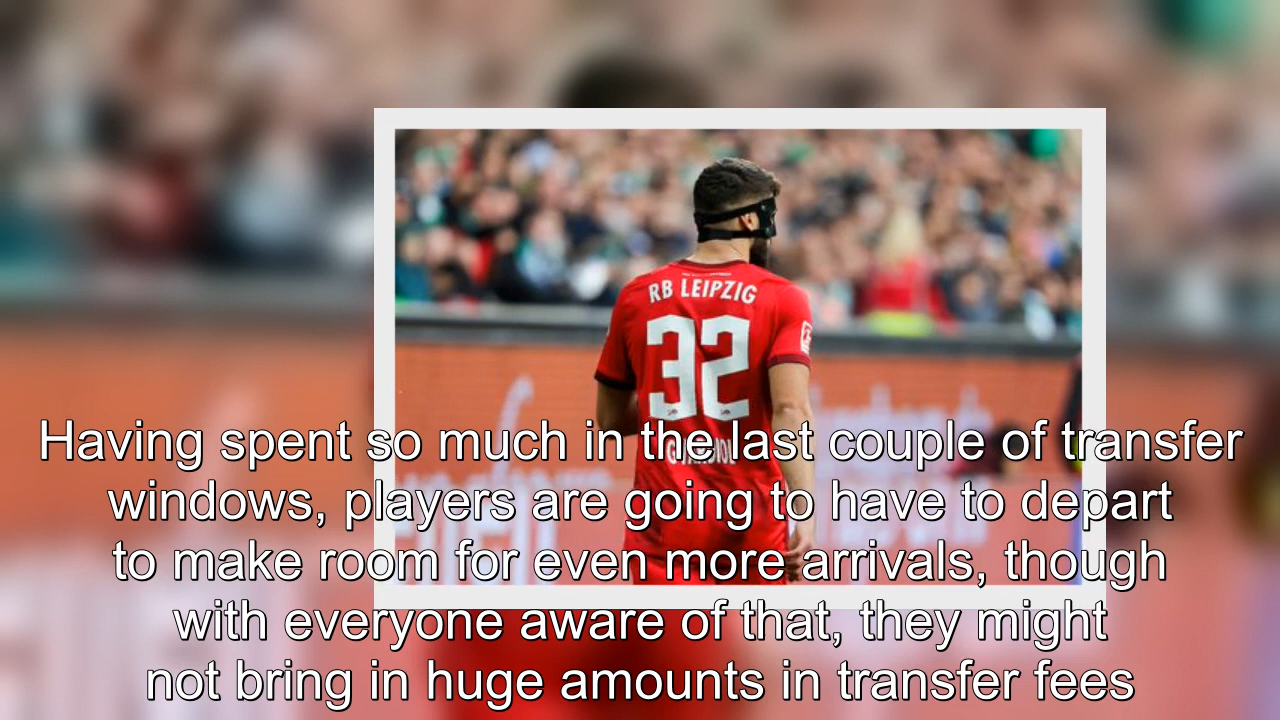 RB LEIPZIG
32
Having spent so much in the last couple of transfer
windows, players are going to have to depart
to make room for even more arrivals, though
with everyone aware of that, they might
not bring in huge amounts in transfer fees